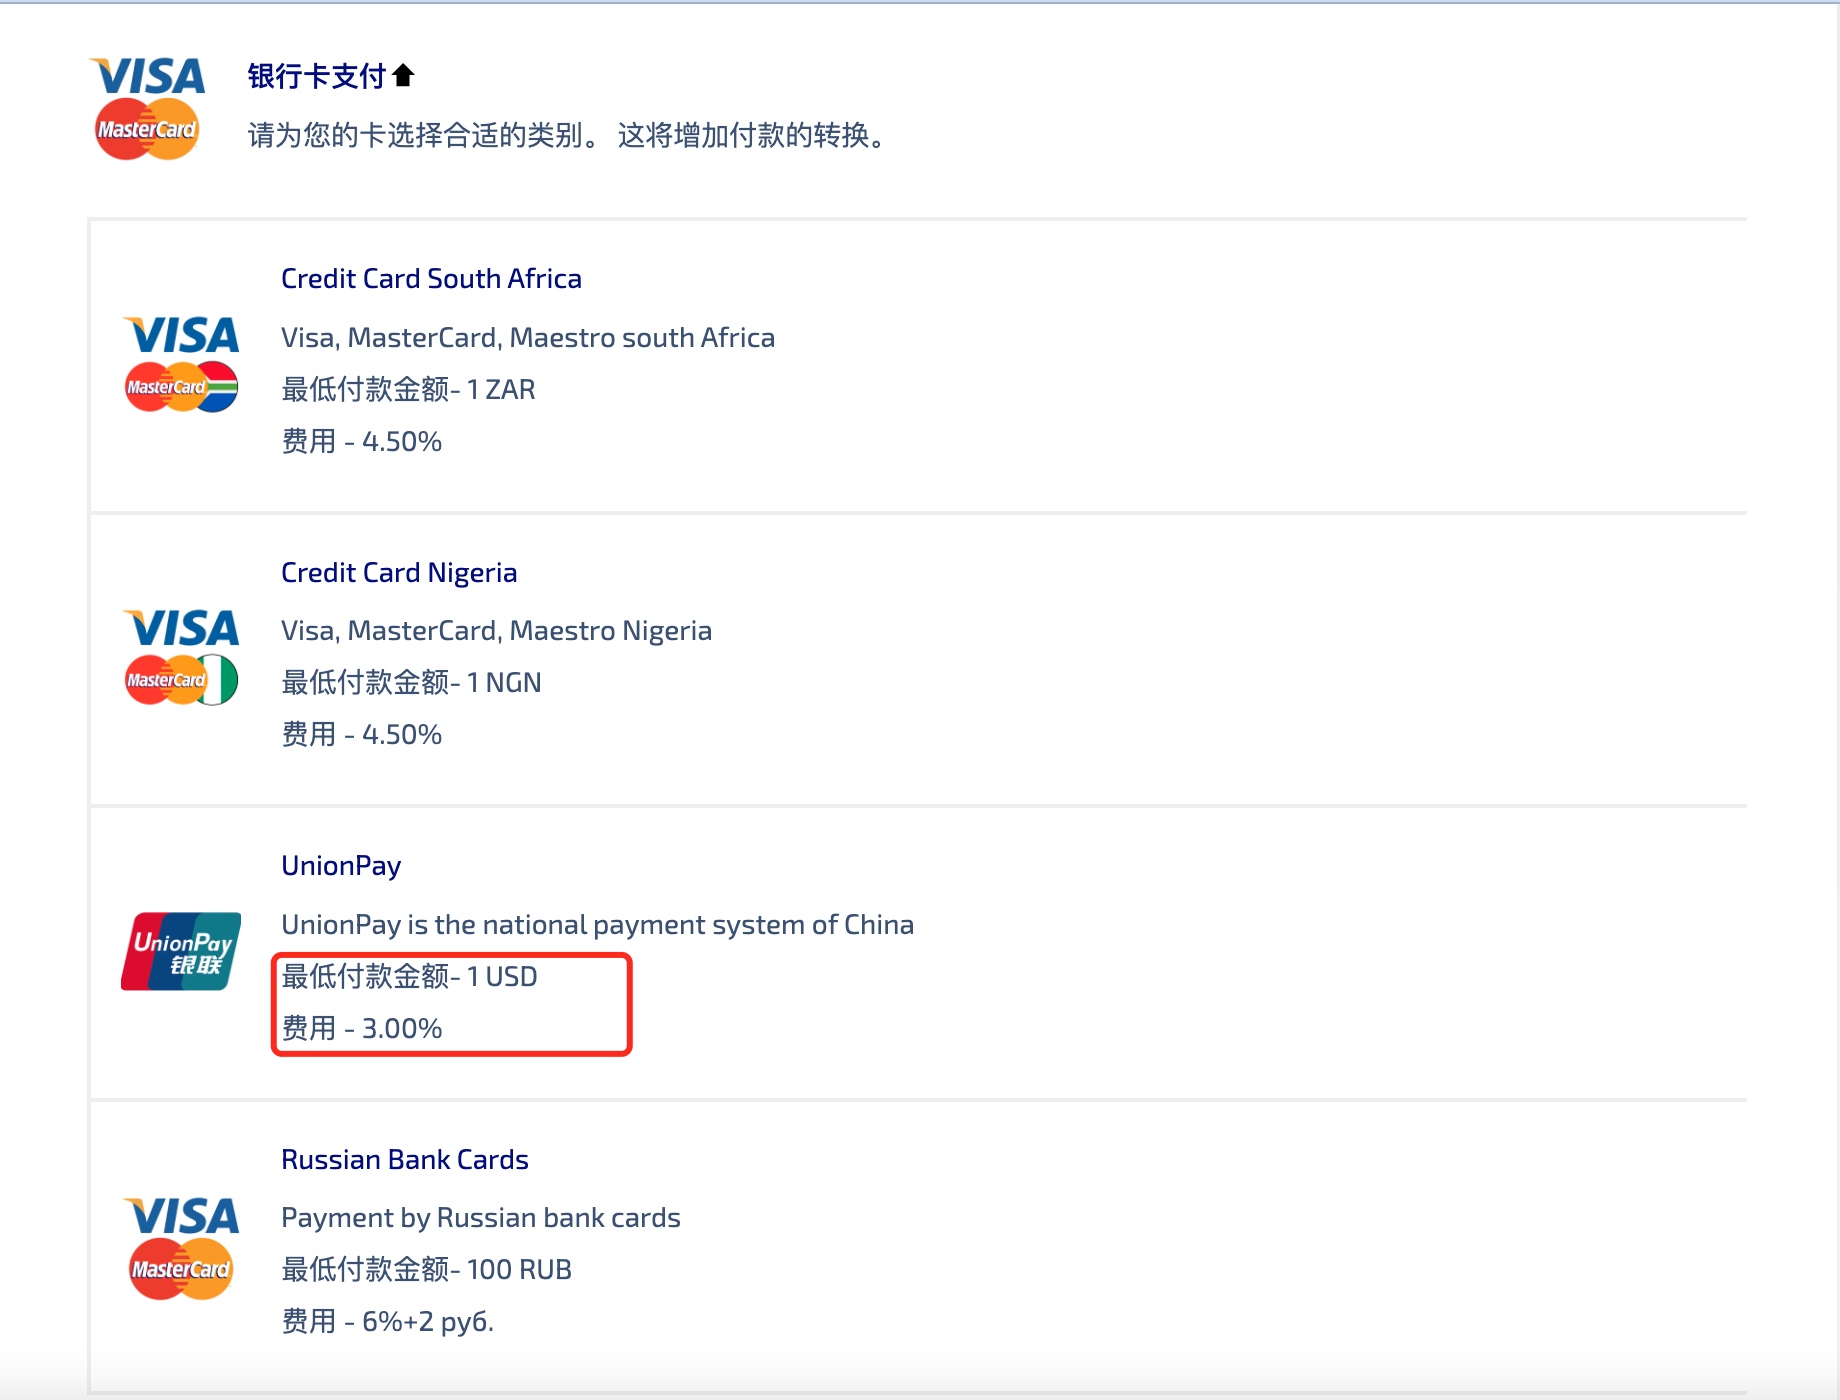 VISA
MasterCard
银行卡支付
请为您的卡选择合适的类别。 这将增加付款的转换。
Credit Card South Africa
VISA
MasterCard
Visa, MasterCard, Maestro south Africa
最低付款金额- 1 ZAR
费用 - 4.50%
Credit Card Nigeria
VISA
MasterCard
Visa, MasterCard, Maestro Nigeria
最低付款金额- 1 NGN
费用 - 4.50%
UnionPay
UnionPay
银联
UnionPay is the national payment system of China
最低付款金额- 1 USD
费用 - 3.00%
Russian Bank Cards
VISA
MasterCard
Payment by Russian bank cards
最低付款金额- 100 RUB
费用 - 6%+2 руб.